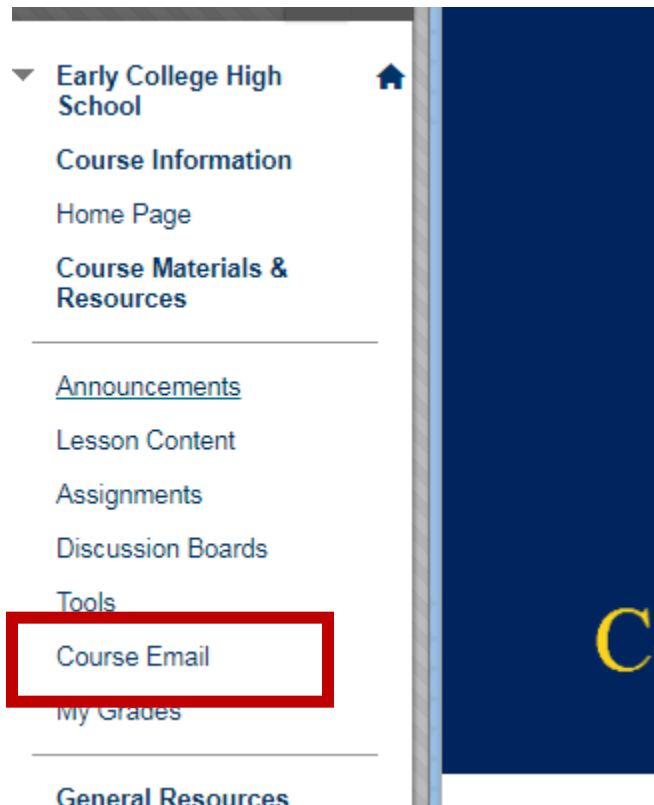 Early College High
School
Course Information
Home Page
Course Materials &
Resources
Announcements
Lesson Content
Assignments
Discussion Boards
Tools
Course Email
My Grades
General Resources
C